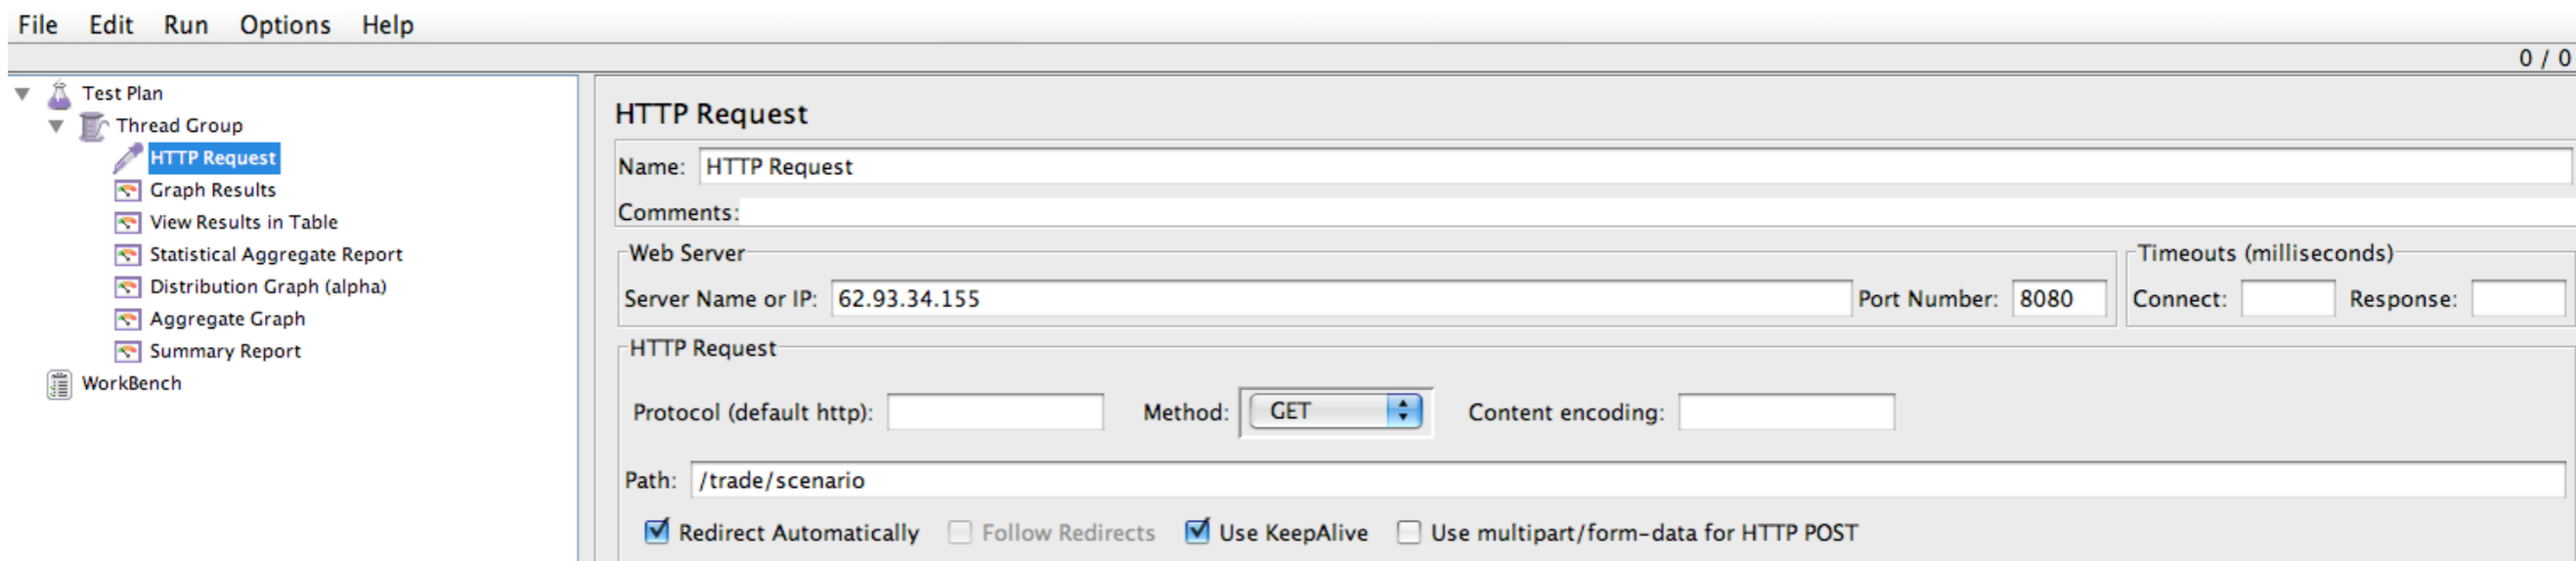 File Edit Run Options Help
0 / 0
Test Plan
Thread Group
HTTP Request
Graph Results
View Results in Table
Statistical Aggregate Report
Distribution Graph (alpha)
Aggregate Graph
Summary Report
WorkBench
HTTP Request
Name: HTTP Request
Comments:
Web Server
Server Name or IP: 62.93.34.155 Port Number: 8080
Timeouts (milliseconds)
Connect: Response:
HTTP Request
Protocol (default http): Method: GET Content encoding:
Path: /trade/scenario
Redirect Automatically Follow Redirects Use KeepAlive Use multipart/form-data for HTTP POST